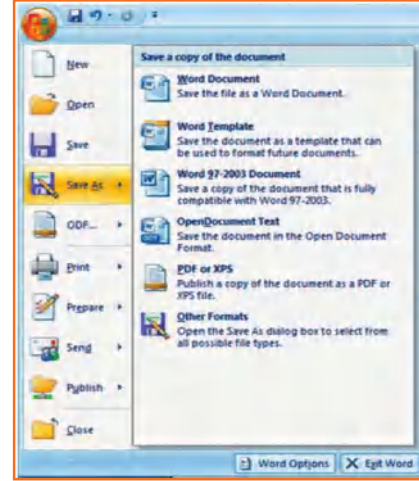 New
Open
Save
Save As
ODF...
Print
Prepare
Send
Publish
Close
Save a copy of the document
Word Document
Save the file as a Word Document.
Word Template
Save the document as a template that can
be used to format future documents.
Word 97-2003 Document
Save a copy of the document that is fully
compatible with Word 97-2003.
OpenDocument Text
Save the document in the Open Document
Format.
PDF or XPS
Publish a copy of the document as a PDF or
XPS file.
Other Formats
Open the Save As dialog box to select from
all possible file types.
Word Options
Exit Word